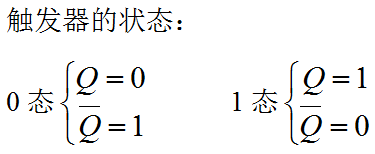 触发器的状态：
0 态 { Q = 0    1 态 { Q = 1
Q̅ = 1    Q̅ = 0